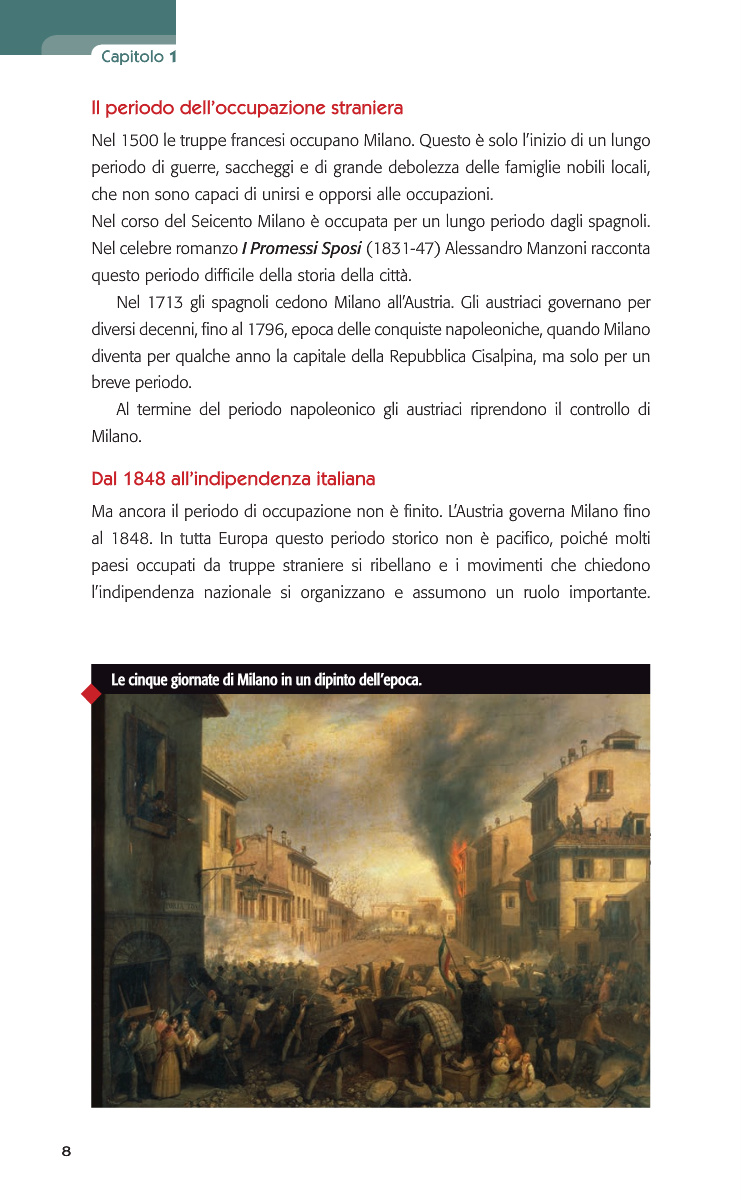 Capitolo 1
Il periodo dell'occupazione straniera
Nel 1500 le truppe francesi occupano Milano. Questo è solo l'inizio di un lungo
periodo di guerre, saccheggi e di grande debolezza delle famiglie nobili locali,
che non sono capaci di unirsi e opporsi alle occupazioni.
Nel corso del Seicento Milano è occupata per un lungo periodo dagli spagnoli.
Nel celebre romanzo I Promessi Sposi (1831-47) Alessandro Manzoni racconta
questo periodo difficile della storia della città.
Nel 1713 gli spagnoli cedono Milano all'Austria. Gli austriaci governano per
diversi decenni, fino al 1796, epoca delle conquiste napoleoniche, quando Milano
diventa per qualche anno la capitale della Repubblica Cisalpina, ma solo per un
breve periodo.
Al termine del periodo napoleonico gli austriaci riprendono il controllo di
Milano.
Dal 1848 all'indipendenza italiana
Ma ancora il periodo di occupazione non è finito. L'Austria governa Milano fino
al 1848. In tutta Europa questo periodo storico non è pacifico, poiché molti
paesi occupati da truppe straniere si ribellano e i movimenti che chiedono
l'indipendenza nazionale si organizzano e assumono un ruolo importante.
Le cinque giornate di Milano in un dipinto dell'epoca.
8